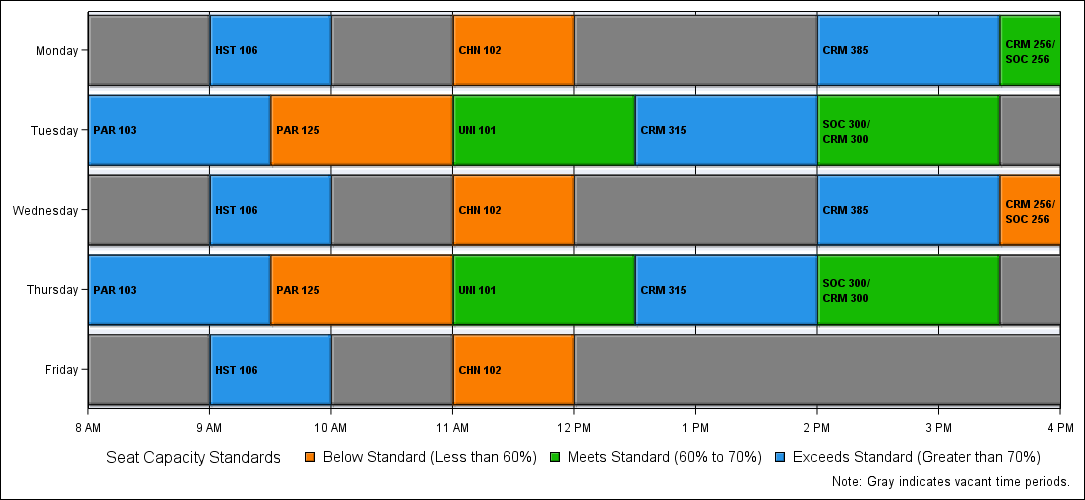 Monday
HST 106
CHN 102
CRM 385
CRM 256/
SOC 256
Tuesday
PAR 103
PAR 125
UNI 101
CRM 315
SOC 300/
CRM 300
Wednesday
HST 106
CHN 102
CRM 385
CRM 256/
SOC 256
Thursday
PAR 103
PAR 125
UNI 101
CRM 315
SOC 300/
CRM 300
Friday
HST 106
CHN 102
8 AM 9 AM 10 AM 11 AM 12 PM 1 PM 2 PM 3 PM 4 PM
Seat Capacity Standards Below Standard (Less than 60%) Meets Standard (60% to 70%) Exceeds Standard (Greater than 70%)
Note: Gray indicates vacant time periods.